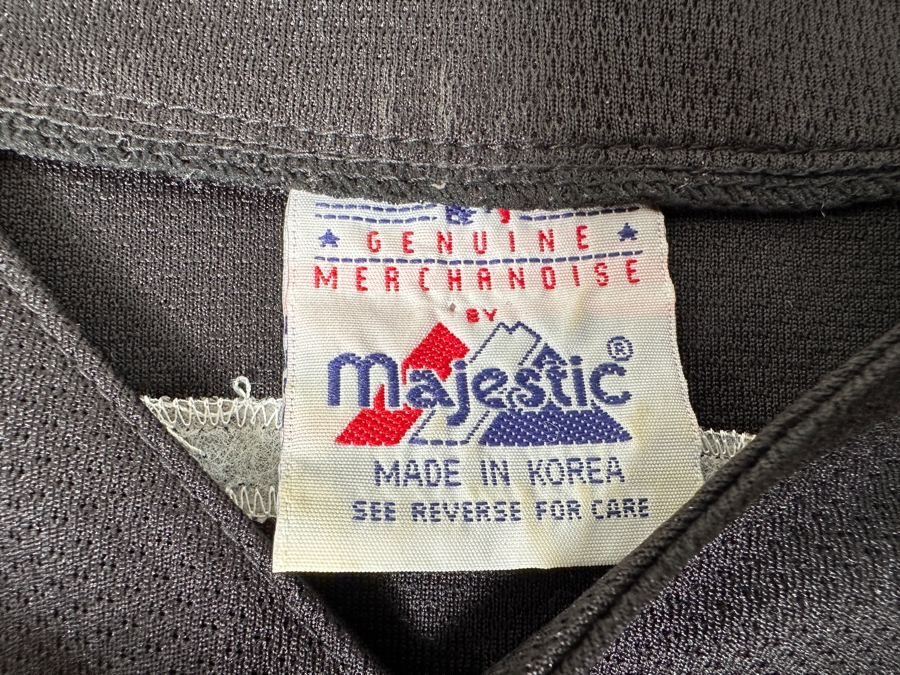 GENUINE
MERCHANDISE
BY
Majestic®
MADE IN KOREA
SEE REVERSE FOR CARE